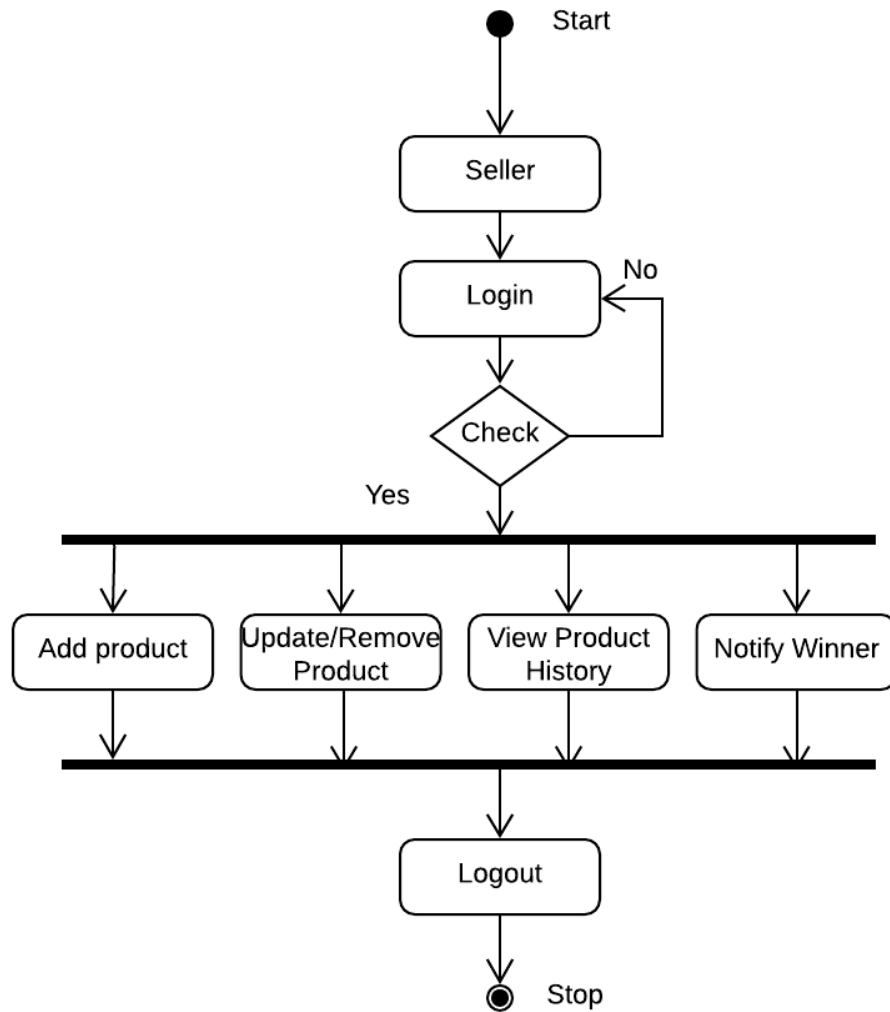 Start
Seller
Login
No
Check
Yes
Add product
Update/Remove
Product
View Product
History
Notify Winner
Logout
Stop